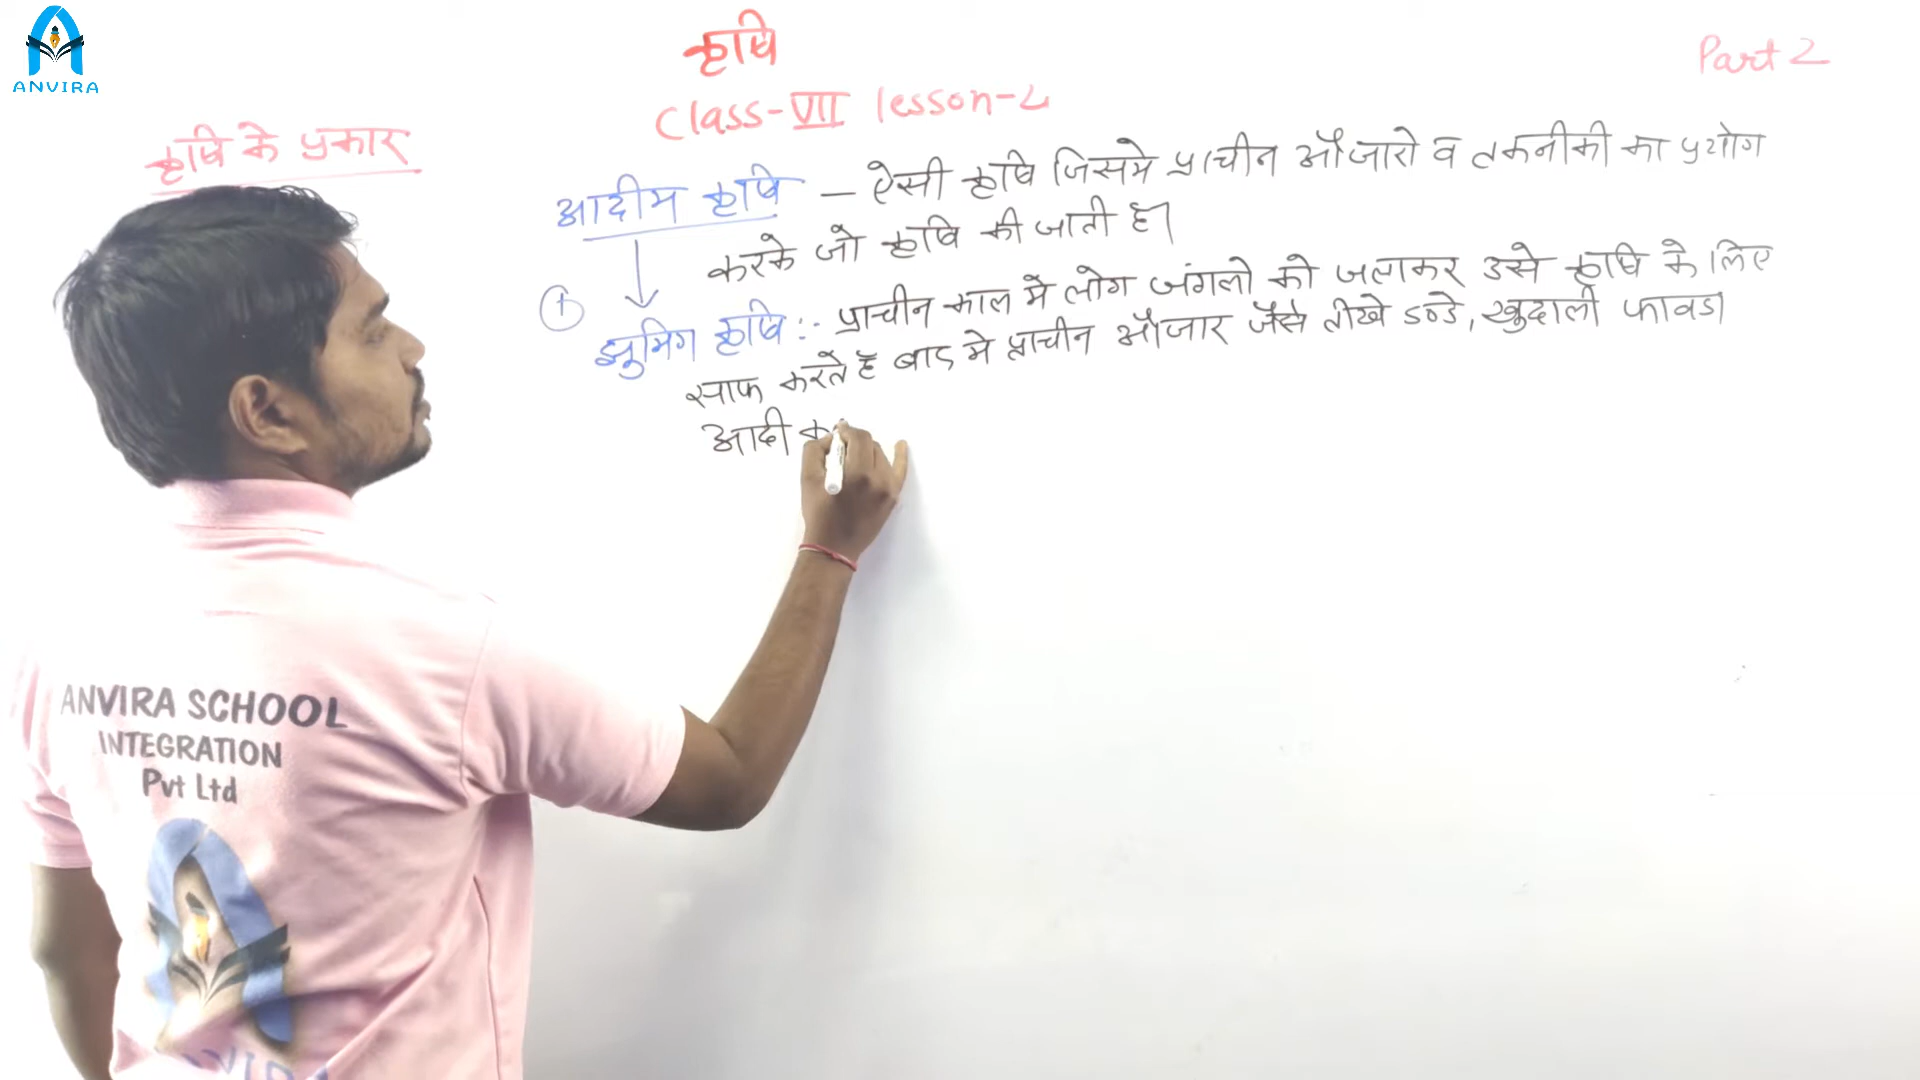 ANVIRA
कृषि
Part 2
Class-VII lesson-2
कृषि के प्रकार
आदीम कृषि – ऐसी कृषि जिसमे प्राचीन औजारो व तकनीकी का प्रयोग
करके जो कृषि की जाती है।
① झुमिग कृषि :- प्राचीन काल मे लोग जंगलो को जलाकर उसे कृषि के लिए
साफ करते है बाद मे प्राचीन औजार जैसे तीखे डण्डे, खुदाली फावडा
आदी
ANVIRA SCHOOL
INTEGRATION
Pvt Ltd